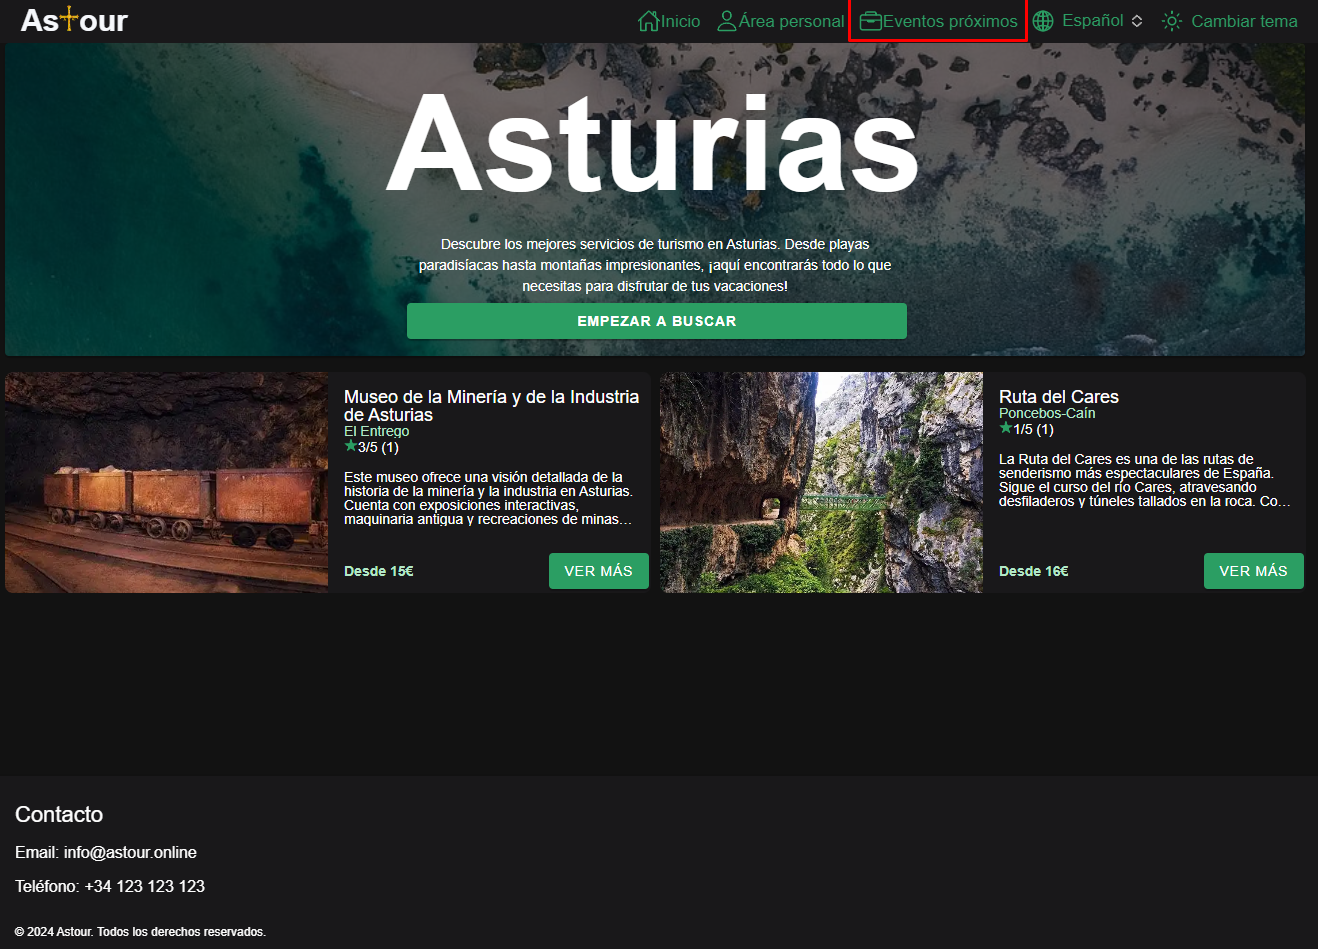 Astour
Inicio
Área personal
Eventos próximos
Español
Cambiar tema
Asturias
Descubre los mejores servicios de turismo en Asturias. Desde playas
paradisíacas hasta montañas impresionantes, ¡aquí encontrarás todo lo que
necesitas para disfrutar de tus vacaciones!
EMPEZAR A BUSCAR
Museo de la Minería y de la Industria
de Asturias
El Entrego
3/5 (1)
Este museo ofrece una visión detallada de la
historia de la minería y la industria en Asturias.
Cuenta con exposiciones interactivas,
maquinaria antigua y recreaciones de minas...
Desde 15€
VER MÁS
Ruta del Cares
Poncebos-Caín
1/5 (1)
La Ruta del Cares es una de las rutas de
senderismo más espectaculares de España.
Sigue el curso del río Cares, atravesando
desfiladeros y túneles tallados en la roca. Co...
Desde 16€
VER MÁS
Contacto
Email: info@astour.online
Teléfono: +34 123 123 123
© 2024 Astour. Todos los derechos reservados.